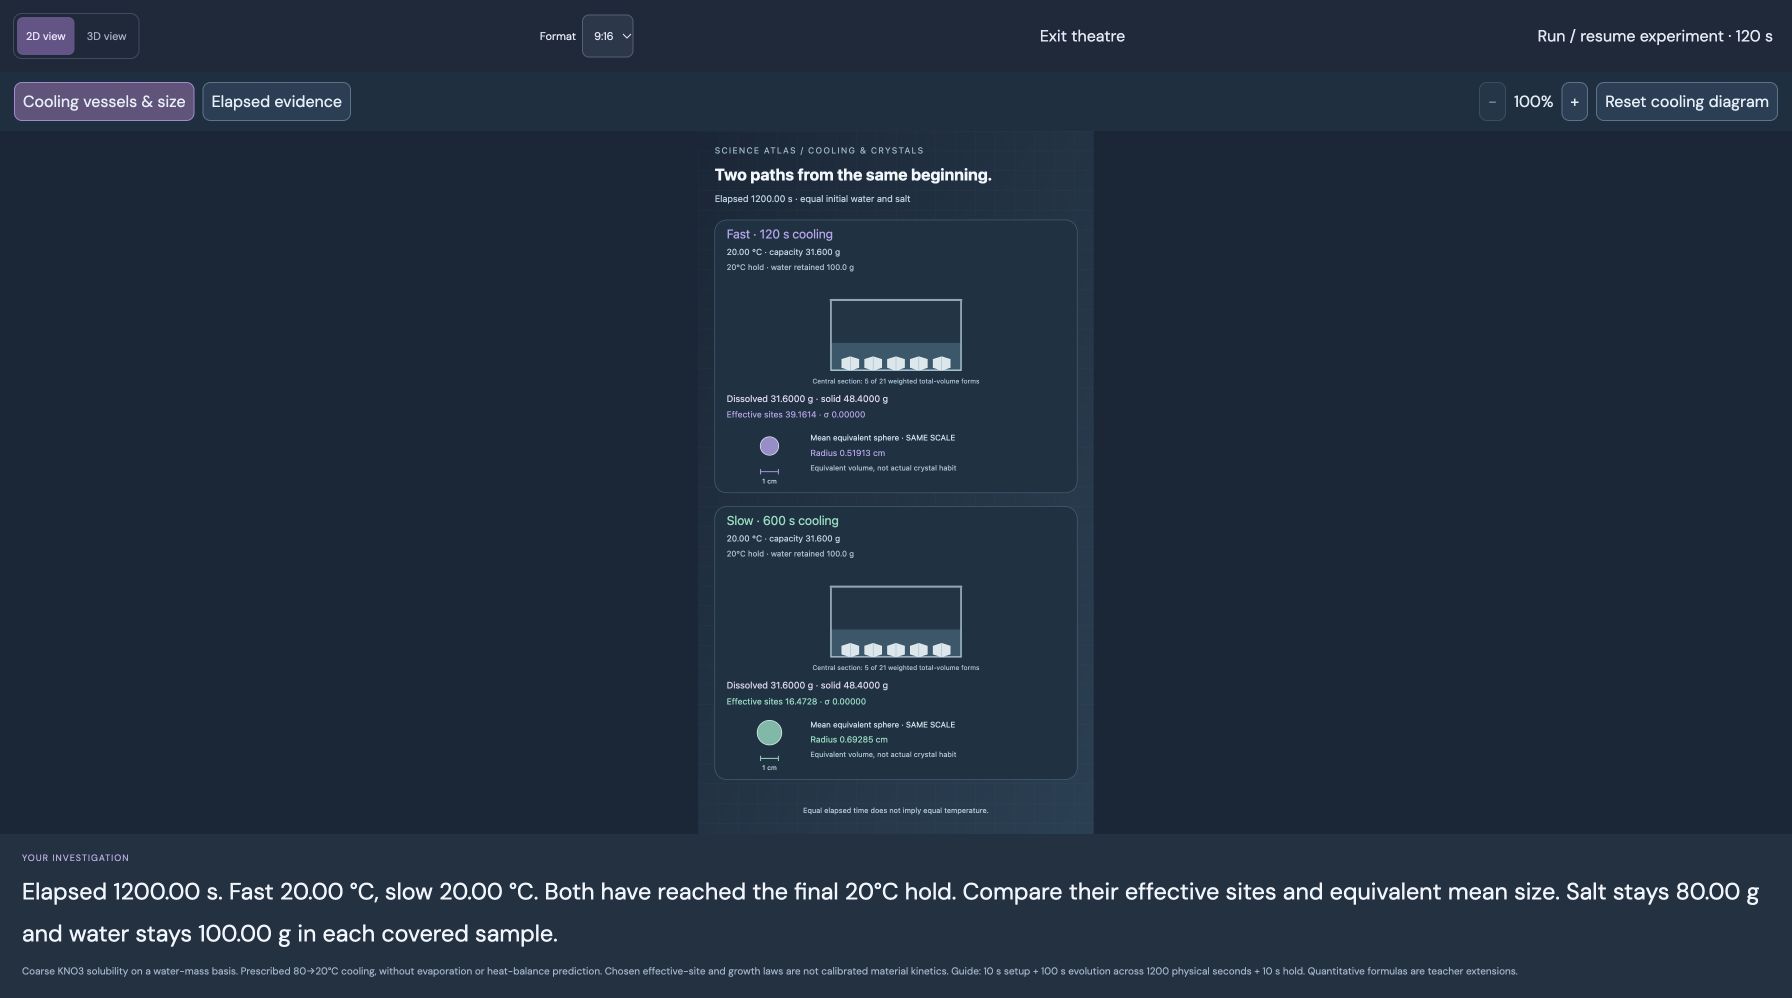 2D view
3D view
Format
9:16
Exit theatre
Run / resume experiment · 120 s
Cooling vessels & size
Elapsed evidence
−
100%
+
Reset cooling diagram
SCIENCE ATLAS / COOLING & CRYSTALS
Two paths from the same beginning.
Elapsed 1200.00 s · equal initial water and salt
Fast · 120 s cooling
20.00 °C · capacity 31.600 g
20°C hold · water retained 100.0 g
Central section: 5 of 21 weighted total-volume forms
Dissolved 31.6000 g · solid 48.4000 g
Effective sites 39.1614 · σ 0.00000
Mean equivalent sphere · SAME SCALE
Radius 0.51913 cm
Equivalent volume, not actual crystal habit
1 cm
Slow · 600 s cooling
20.00 °C · capacity 31.600 g
20°C hold · water retained 100.0 g
Central section: 5 of 21 weighted total-volume forms
Dissolved 31.6000 g · solid 48.4000 g
Effective sites 16.4728 · σ 0.00000
Mean equivalent sphere · SAME SCALE
Radius 0.69285 cm
Equivalent volume, not actual crystal habit
1 cm
Equal elapsed time does not imply equal temperature.
YOUR INVESTIGATION
Elapsed 1200.00 s. Fast 20.00 °C, slow 20.00 °C. Both have reached the final 20°C hold. Compare their effective sites and equivalent mean size. Salt stays 80.00 g
and water stays 100.00 g in each covered sample.
Coarse KNO3 solubility on a water-mass basis. Prescribed 80→20°C cooling, without evaporation or heat-balance prediction. Chosen effective-site and growth laws are not calibrated material kinetics. Guide: 10 s setup + 100 s evolution across 1200 physical seconds + 10 s hold. Quantitative formulas are teacher extensions.